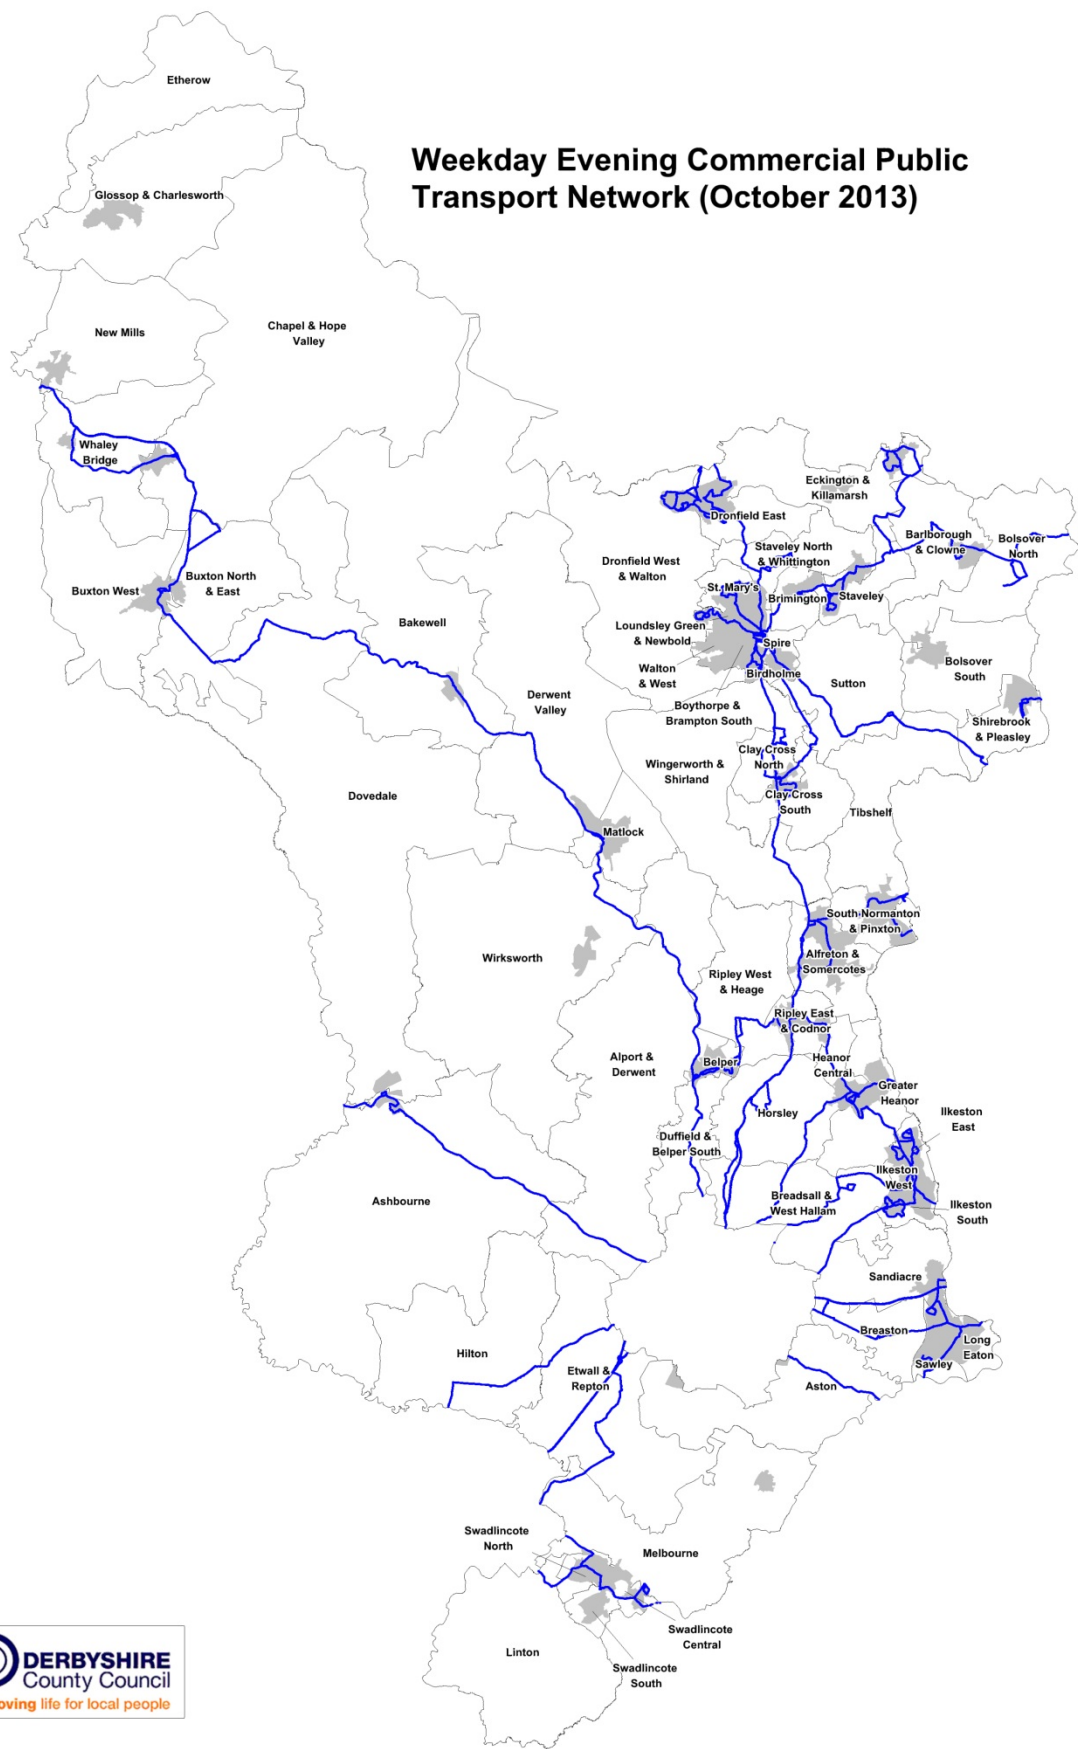 Etherow
Weekday Evening Commercial Public
Transport Network (October 2013)
Glossop & Charlesworth
New Mills
Chapel & Hope
Valley
Whaley
Bridge
Eckington &
Killamarsh
Dronfield East
Barlborough
& Clowne
Bolsover
North
Staveley North
& Whittington
Dronfield West
& Walton
Buxton North
& East
Buxton West
St. Mary's
Brimington
Staveley
Bakewell
Loundsley Green
& Newbold
Spire
Walton
& West
Birdholme
Bolsover
South
Sutton
Derwent
Valley
Boythorpe &
Brampton South
Shirebrook
& Pleasley
Clay Cross
North
Wingerworth &
Shirland
Dovedale
Clay Cross
South
Tibshelf
Matlock
South Normanton
& Pinxton
Wirksworth
Alfreton &
Somercotes
Ripley West
& Heage
Ripley East
& Codnor
Alport &
Derwent
Belper
Heanor
Central
Greater
Heanor
Horsley
Ilkeston
East
Duffield &
Belper South
Ilkeston
West
Ashbourne
Breadsall &
West Hallam
Ilkeston
South
Sandiacre
Breaston
Long
Eaton
Hilton
Sawley
Etwall &
Repton
Aston
Swadlincote
North
Melbourne
Swadlincote
Central
Linton
Swadlincote
South
DERBYSHIRE
County Council
oving life for local people